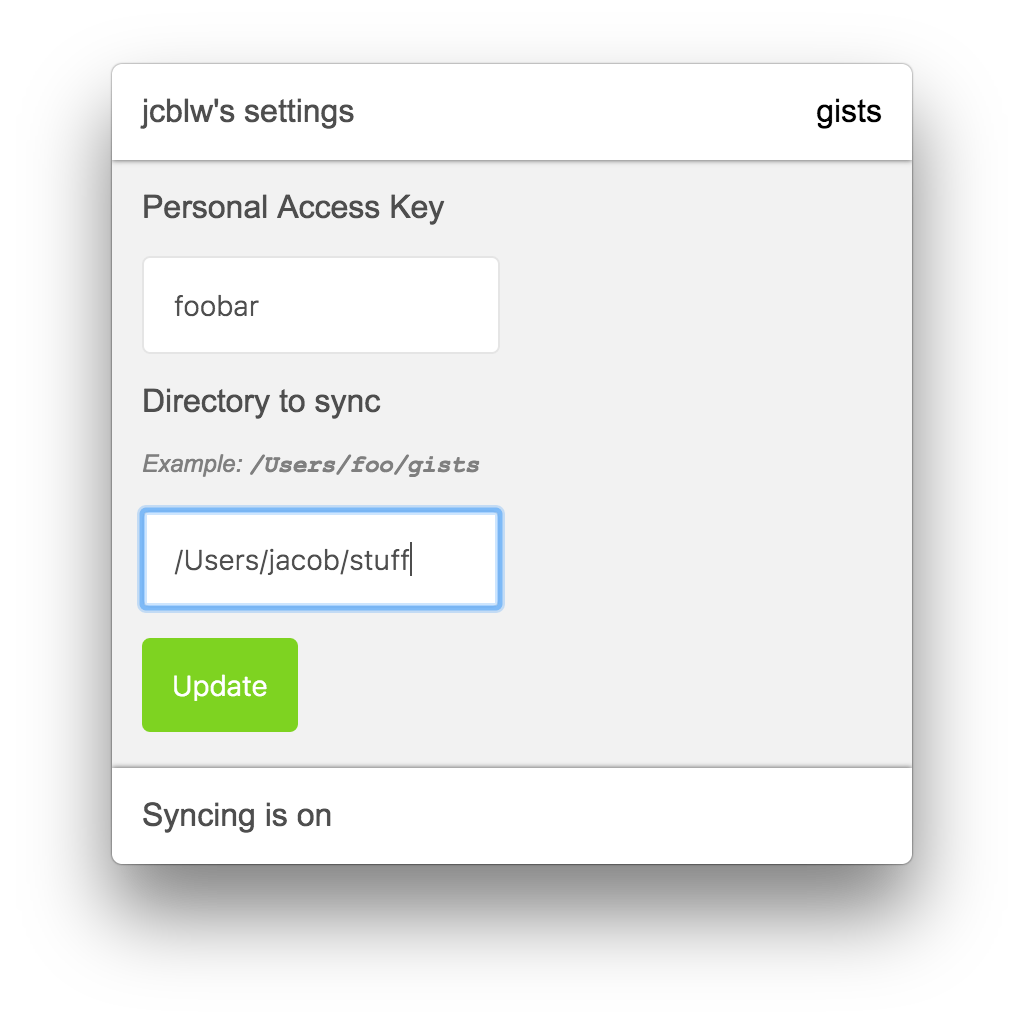 jcblw's settings gists
Personal Access Key
foobar
Directory to sync
Example: /Users/foo/gists
/Users/jacob/stuff
Update
Syncing is on